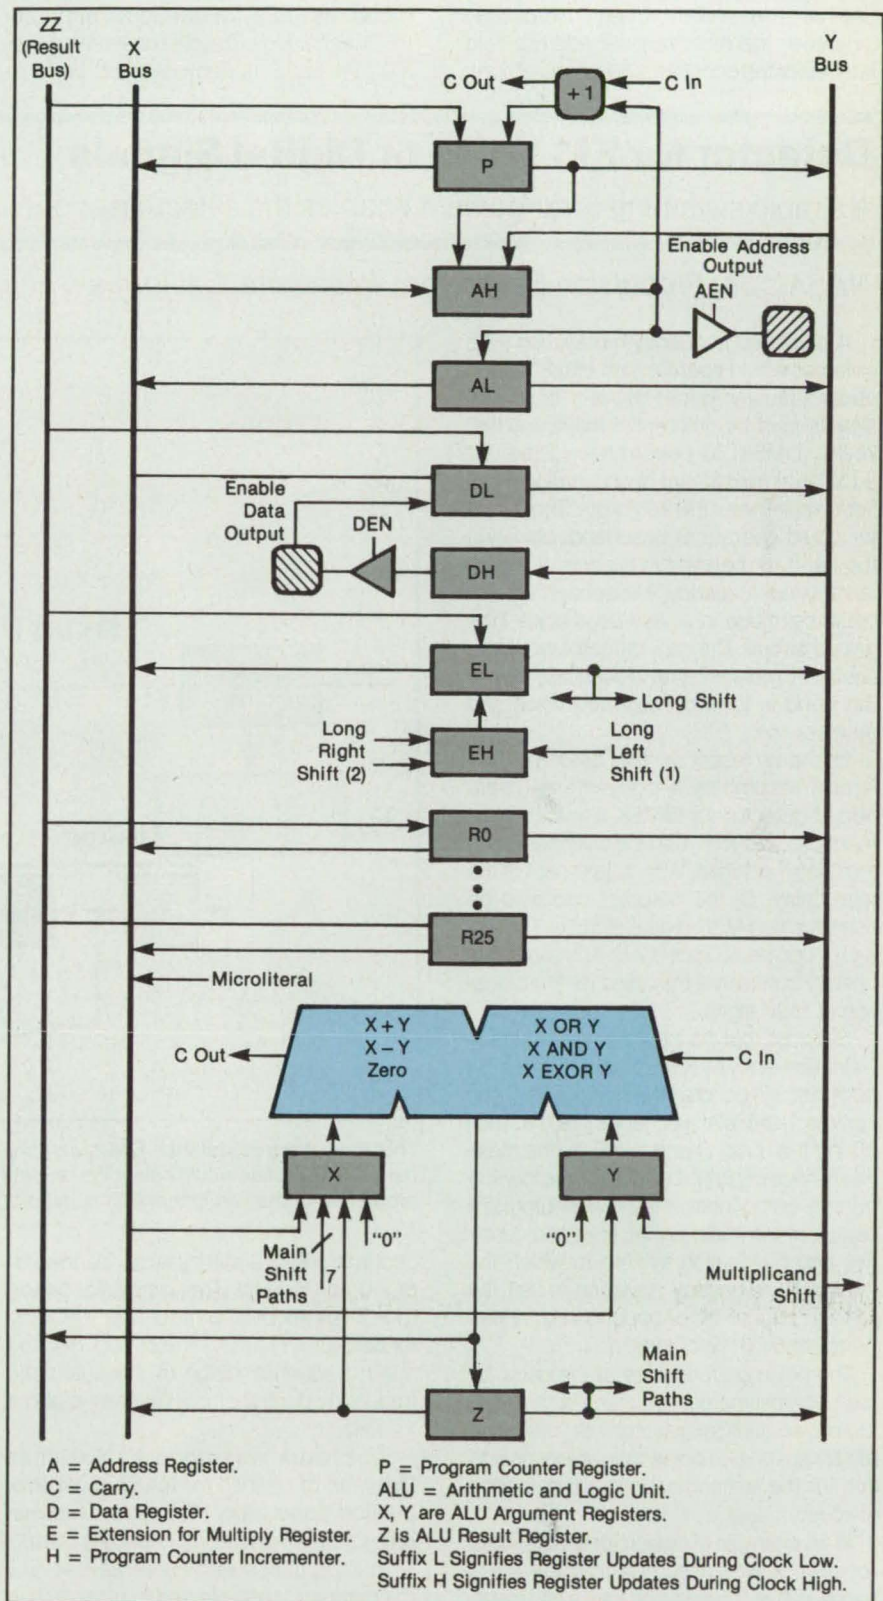 ZZ
(Result
Bus)
X
Bus
Y
Bus
C Out
+ 1
C In
P
Enable Address
Output
AH
AEN
AL
DL
Enable
Data
Output
DEN
DH
EL
Long Shift
Long
Right
Shift (2)
EH
Long
Left
Shift (1)
R0
R25
Microliteral
X + Y
X – Y
Zero
X OR Y
X AND Y
X EXOR Y
C Out
C In
X
Y
"0"
"0"
Main
Shift
Paths
7
Multiplicand
Shift
Main
Shift
Paths
Z
A = Address Register.
C = Carry.
D = Data Register.
E = Extension for Multiply Register.
H = Program Counter Incrementer.
P = Program Counter Register.
ALU = Arithmetic and Logic Unit.
X, Y are ALU Argument Registers.
Z is ALU Result Register.
Suffix L Signifies Register Updates During Clock Low.
Suffix H Signifies Register Updates During Clock High.